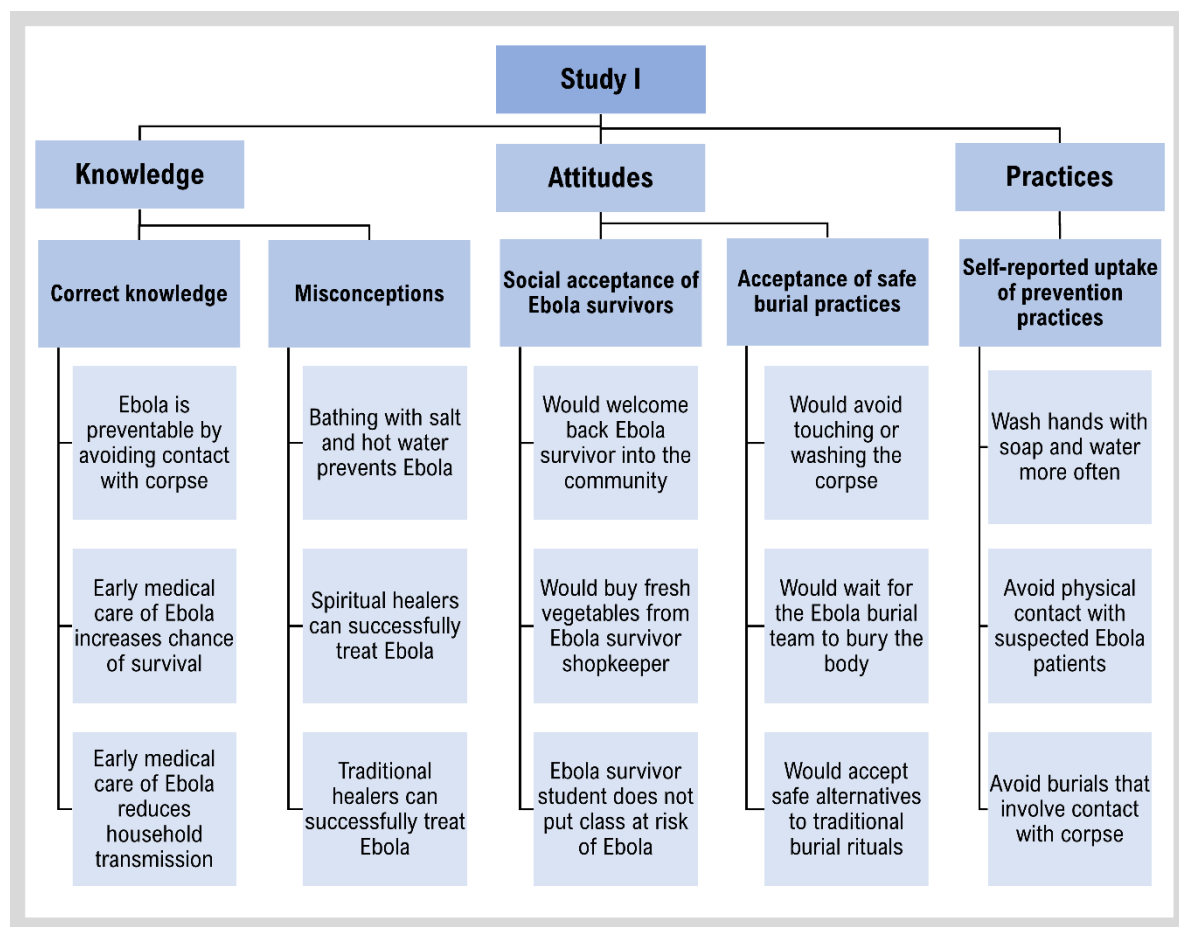 Study I
Knowledge
Attitudes
Practices
Correct knowledge
Misconceptions
Social acceptance of
Ebola survivors
Acceptance of safe
burial practices
Self-reported uptake
of prevention
practices
Ebola is
preventable by
avoiding contact
with corpse
Early medical
care of Ebola
increases chance
of survival
Early medical
care of Ebola
reduces
household
transmission
Bathing with salt
and hot water
prevents Ebola
Spiritual healers
can successfully
treat Ebola
Traditional
healers can
successfully treat
Ebola
Would welcome
back Ebola
survivor into the
community
Would buy fresh
vegetables from
Ebola survivor
shopkeeper
Ebola survivor
student does not
put class at risk
of Ebola
Would avoid
touching or
washing the
corpse
Would wait for
the Ebola burial
team to bury the
body
Would accept
safe alternatives
to traditional
burial rituals
Wash hands with
soap and water
more often
Avoid physical
contact with
suspected Ebola
patients
Avoid burials that
involve contact
with corpse